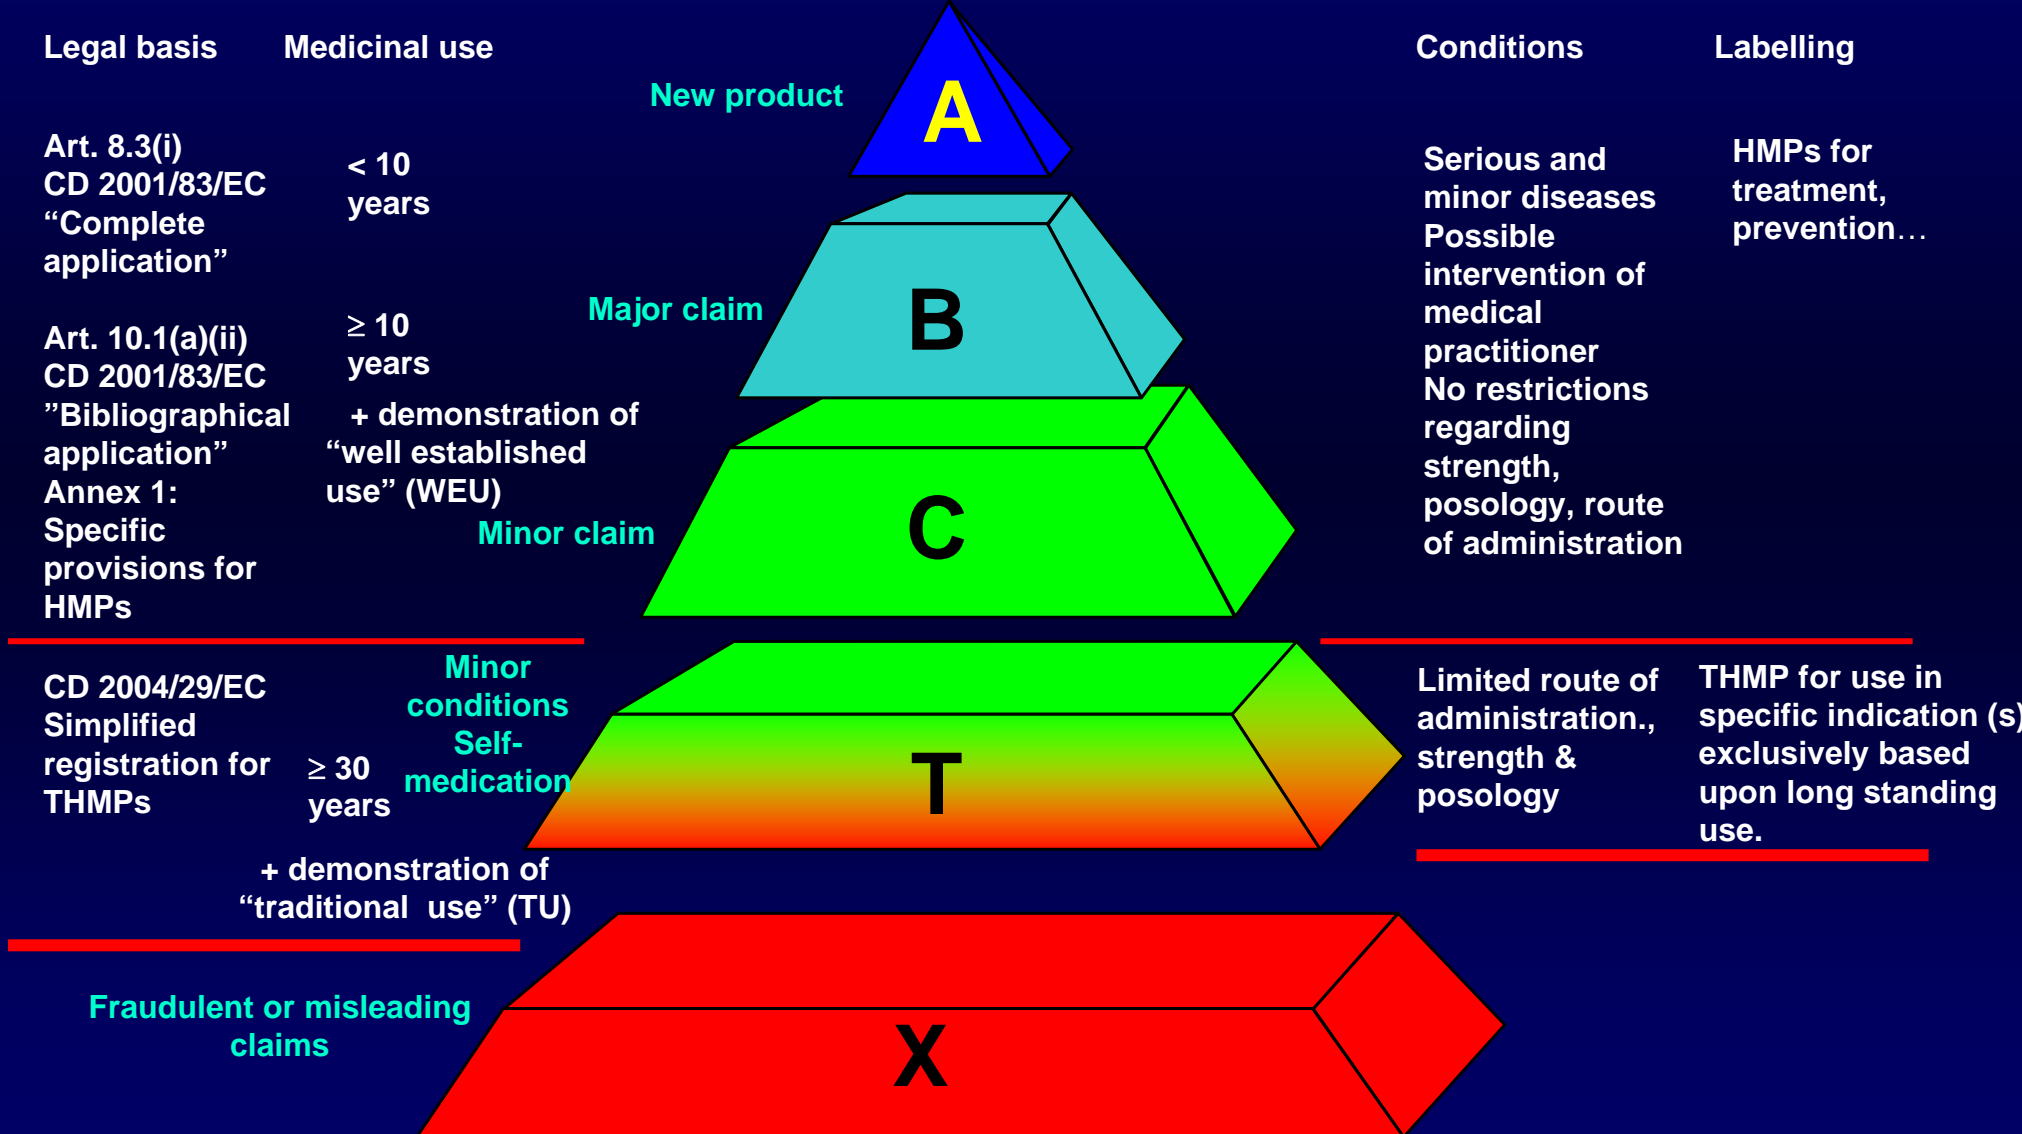 Legal basis
Medicinal use
Conditions
Labelling
New product
A
Art. 8.3(i)
CD 2001/83/EC
“Complete
application”
< 10
years
Serious and
minor diseases
Possible
intervention of
medical
practitioner
No restrictions
regarding
strength,
posology, route
of administration
HMPs for
treatment,
prevention…
Major claim
B
Art. 10.1(a)(ii)
CD 2001/83/EC
”Bibliographical
application”
Annex 1:
Specific
provisions for
HMPs
≥ 10
years
+ demonstration of
“well established
use” (WEU)
Minor claim
C
CD 2004/29/EC
Simplified
registration for
THMPs
≥ 30
years
+ demonstration of
“traditional use” (TU)
Minor
conditions
Self-
medication
T
Limited route of
administration.,
strength &
posology
THMP for use in
specific indication (s)
exclusively based
upon long standing
use.
Fraudulent or misleading
claims
X